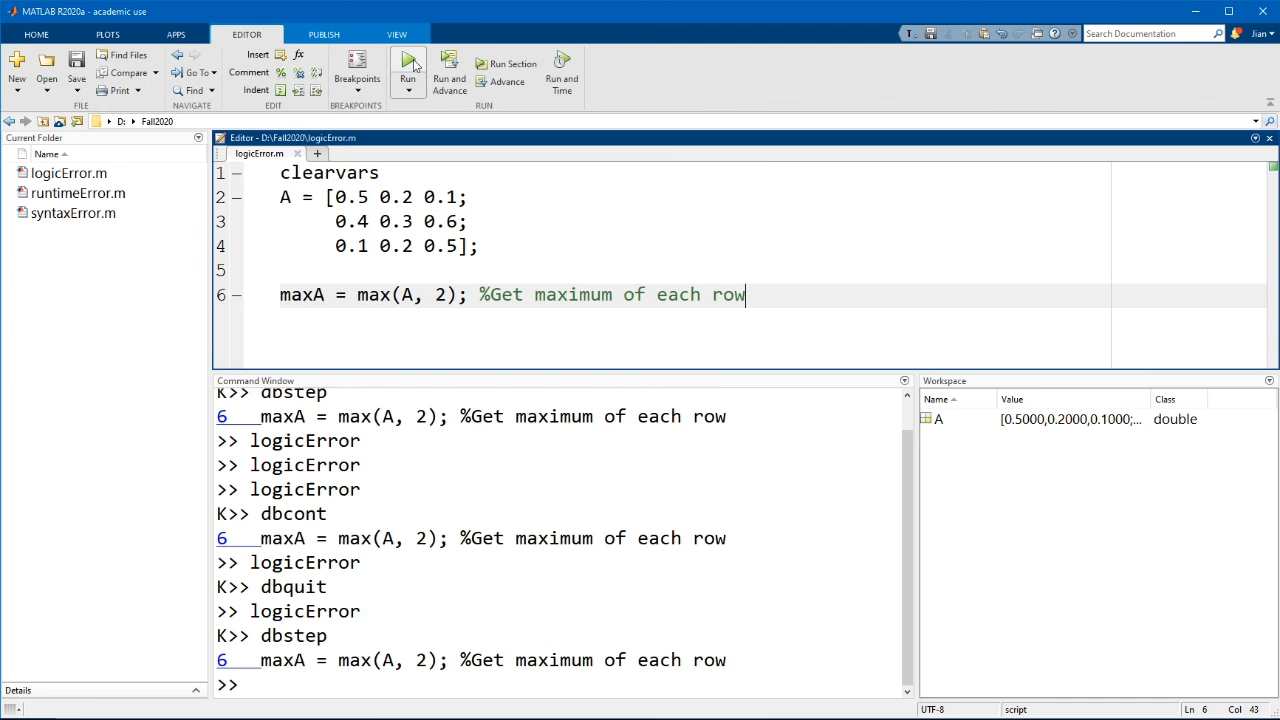 MATLAB R2020a - academic use
HOME PLOTS APPS EDITOR PUBLISH VIEW
Search Documentation
Jian
New Open Save
Find Files
Compare
Print
FILE
Go To
Find
NAVIGATE
Insert fx
Comment
Indent
EDIT
Breakpoints
BREAKPOINTS
Run
Run and Advance
Run Section
Advance
Run and Time
RUN
D: Fall2020
Current Folder
Name
logicError.m
runtimeError.m
syntaxError.m
Details
Editor - D:\Fall2020\logicError.m
logicError.m
1 – clearvars
2 – A = [0.5 0.2 0.1;
3 0.4 0.3 0.6;
4 0.1 0.2 0.5];
5
6 – maxA = max(A, 2); %Get maximum of each row
Command Window
K>> dbstep
6 maxA = max(A, 2); %Get maximum of each row
>> logicError
>> logicError
>> logicError
K>> dbcont
6 maxA = max(A, 2); %Get maximum of each row
>> logicError
K>> dbquit
>> logicError
K>> dbstep
6 maxA = max(A, 2); %Get maximum of each row
>>
Workspace
Name Value Class
A [0.5000,0.2000,0.1000;... double
UTF-8 script Ln 6 Col 43